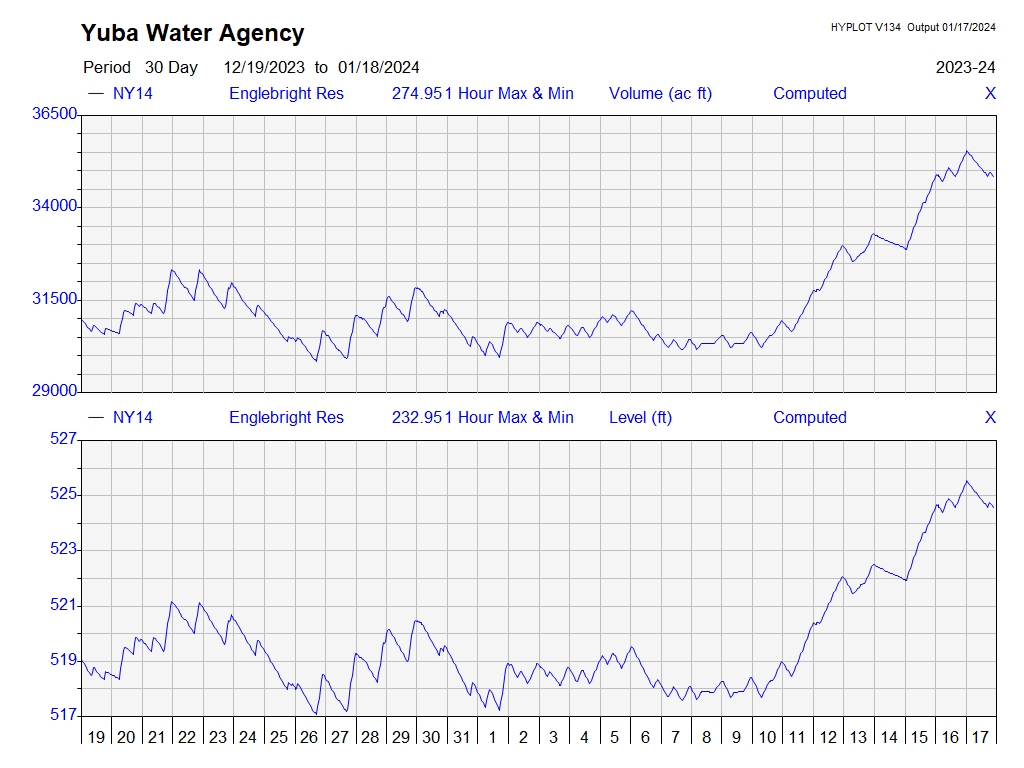 Yuba Water Agency
HYPLOT V134 Output 01/17/2024
Period 30 Day 12/19/2023 to 01/18/2024
2023-24
— NY14 Englebright Res 274.951 Hour Max & Min Volume (ac ft) Computed X
36500
34000
31500
29000
— NY14 Englebright Res 232.951 Hour Max & Min Level (ft) Computed X
527
525
523
521
519
517
19 20 21 22 23 24 25 26 27 28 29 30 31 1 2 3 4 5 6 7 8 9 10 11 12 13 14 15 16 17